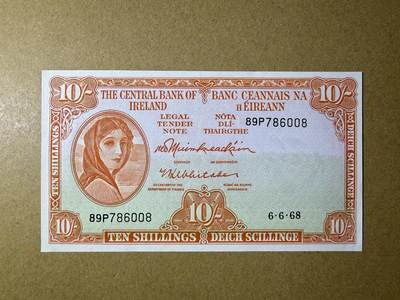 10/- THE CENTRAL BANK OF IRELAND BANC CEANNAIS NA hÉIREANN 10/-
LEGAL TENDER NOTE NÓTA DLÍ-THAIRGTHE 89P786008
TEN SHILLINGS
DEICH SCILLINGE
89P786008 10/- 6·6·68
10/- TEN SHILLINGS DEICH SCILLINGE 10/-